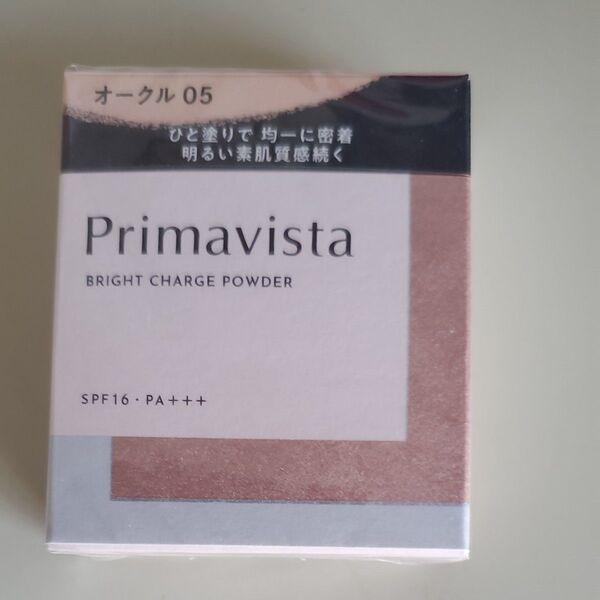 オークル 05
ひと塗りで 均一に密着
明るい素肌質感続く
Primavista
BRIGHT CHARGE POWDER
SPF16・PA+++